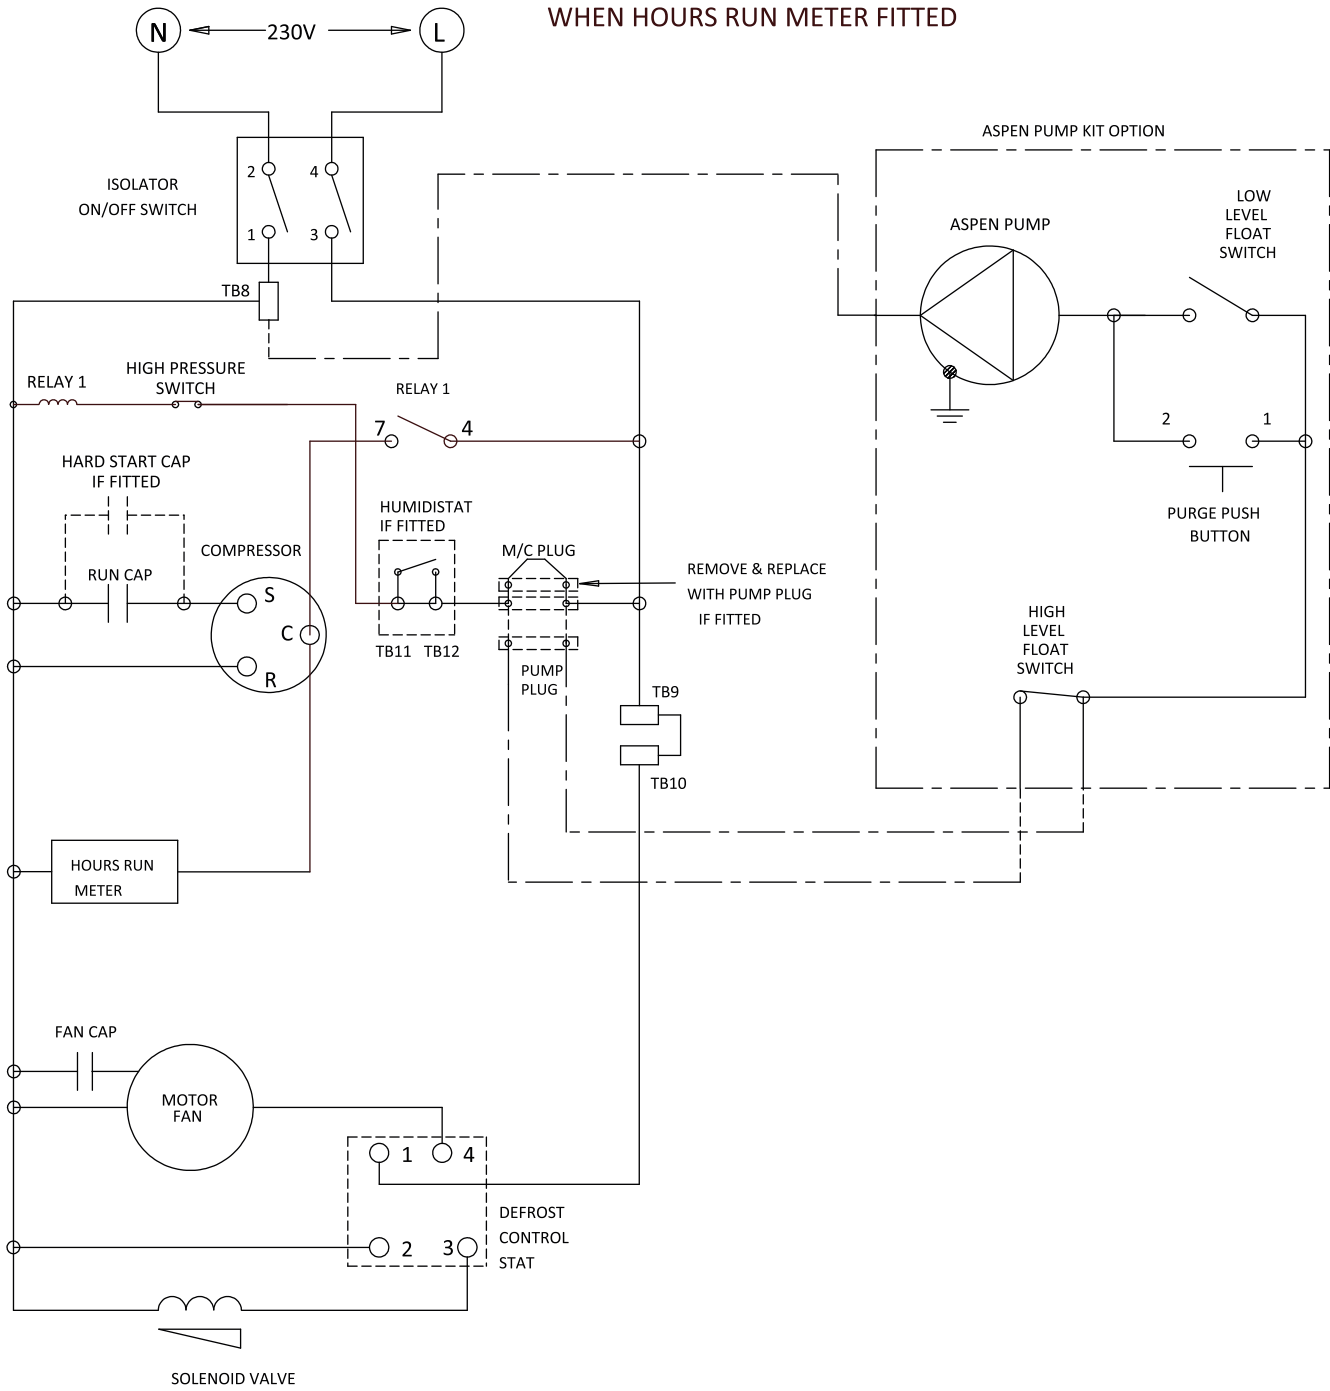 WHEN HOURS RUN METER FITTED
N
230V
L
ASPEN PUMP KIT OPTION
2
4
ISOLATOR
ON/OFF SWITCH
1
3
TB8
ASPEN PUMP
LOW
LEVEL
FLOAT
SWITCH
RELAY 1
HIGH PRESSURE
SWITCH
RELAY 1
7
4
2
1
HARD START CAP
IF FITTED
HUMIDISTAT
IF FITTED
PURGE PUSH
BUTTON
COMPRESSOR
M/C PLUG
RUN CAP
REMOVE & REPLACE
WITH PUMP PLUG
IF FITTED
S
C
R
TB11
TB12
HIGH
LEVEL
FLOAT
SWITCH
PUMP
PLUG
TB9
TB10
HOURS RUN
METER
FAN CAP
MOTOR
FAN
1
4
2
3
DEFROST
CONTROL
STAT
SOLENOID VALVE